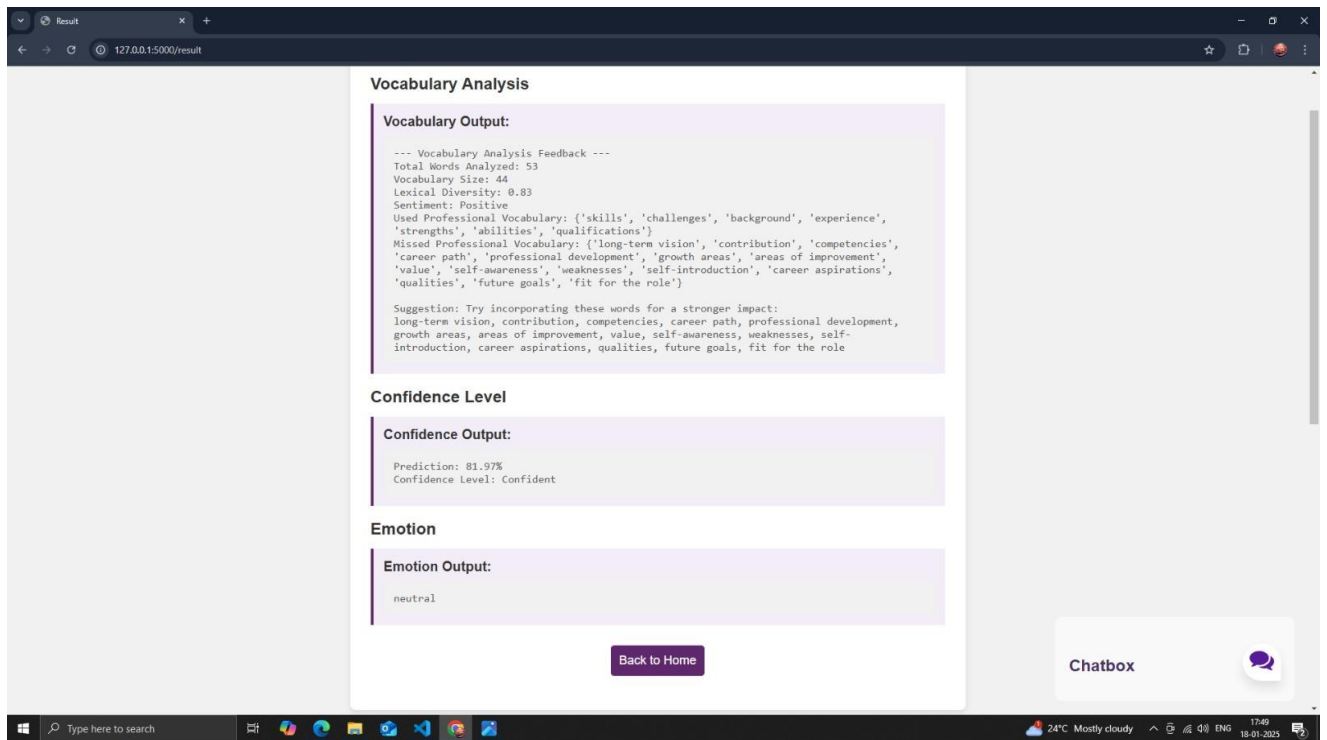 Result
127.0.0.1:5000/result
Vocabulary Analysis
Vocabulary Output:
--- Vocabulary Analysis Feedback ---
Total Words Analyzed: 53
Vocabulary Size: 44
Lexical Diversity: 0.83
Sentiment: Positive
Used Professional Vocabulary: {'skills', 'challenges', 'background', 'experience',
'strengths', 'abilities', 'qualifications'}
Missed Professional Vocabulary: {'long-term vision', 'contribution', 'competencies',
'career path', 'professional development', 'growth areas', 'areas of improvement',
'value', 'self-awareness', 'weaknesses', 'self-introduction', 'career aspirations',
'qualities', 'future goals', 'fit for the role'}
Suggestion: Try incorporating these words for a stronger impact:
long-term vision, contribution, competencies, career path, professional development,
growth areas, areas of improvement, value, self-awareness, weaknesses, self-
introduction, career aspirations, qualities, future goals, fit for the role
Confidence Level
Confidence Output:
Prediction: 81.97%
Confidence Level: Confident
Emotion
Emotion Output:
neutral
Back to Home
Chatbox
Type here to search
24°C Mostly cloudy
ENG
17:49
18-01-2025
2